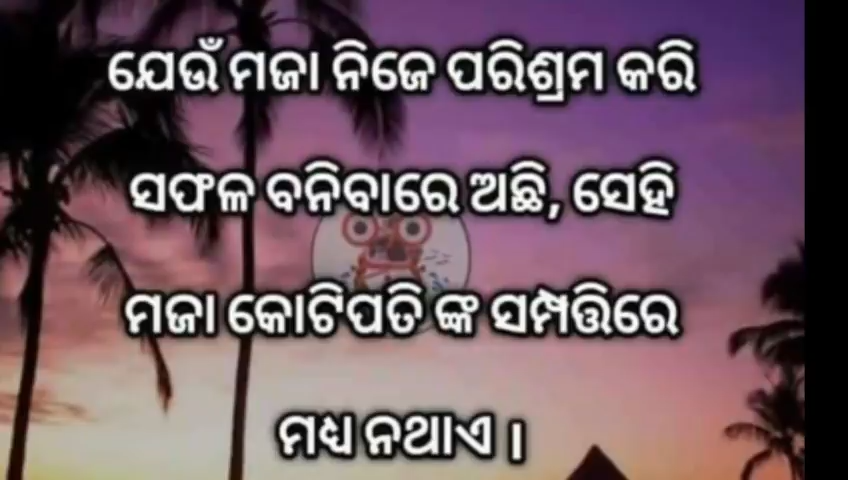 ଯେଉଁ ମଜା ନିଜେ ପରିଶ୍ରମ କରି
ସଫଳ ବନିବାରେ ଅଛି, ସେହି
ମଜା କୋଟିପତି ଙ୍କ ସମ୍ପତ୍ତିରେ
ମଧ୍ୟ ନଥାଏ ।